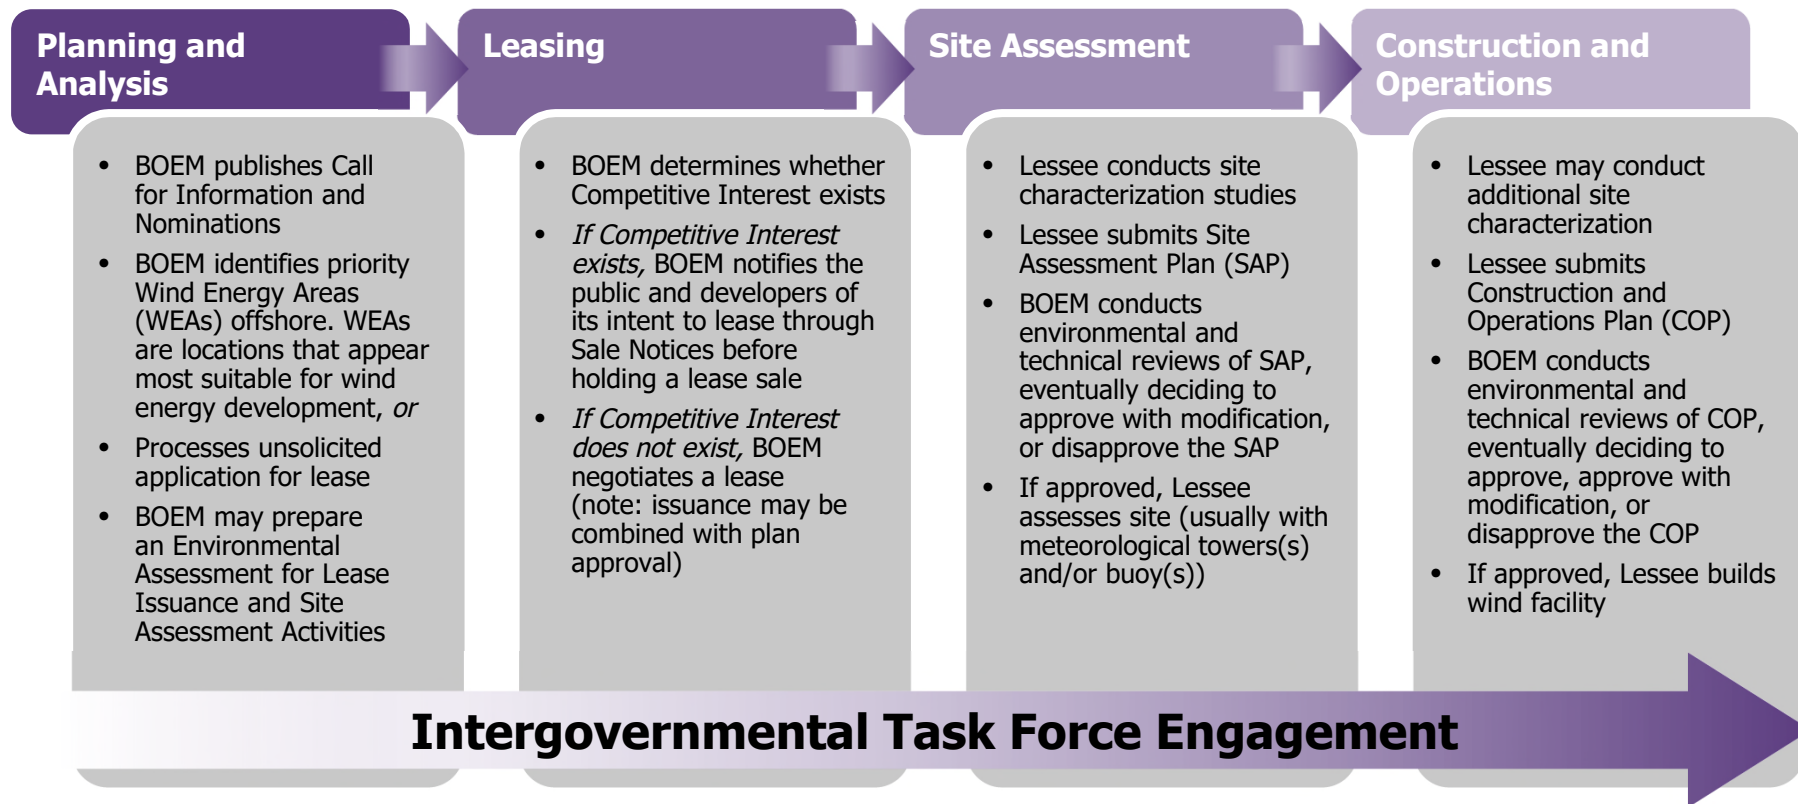 Planning and
Analysis
• BOEM publishes Call
for Information and
Nominations
• BOEM identifies priority
Wind Energy Areas
(WEAs) offshore. WEAs
are locations that appear
most suitable for wind
energy development, or
• Processes unsolicited
application for lease
• BOEM may prepare
an Environmental
Assessment for Lease
Issuance and Site
Assessment Activities
Leasing
• BOEM determines whether
Competitive Interest exists
• If Competitive Interest
exists, BOEM notifies the
public and developers of
its intent to lease through
Sale Notices before
holding a lease sale
• If Competitive Interest
does not exist, BOEM
negotiates a lease
(note: issuance may be
combined with plan
approval)
Site Assessment
• Lessee conducts site
characterization studies
• Lessee submits Site
Assessment Plan (SAP)
• BOEM conducts
environmental and
technical reviews of SAP,
eventually deciding to
approve with modification,
or disapprove the SAP
• If approved, Lessee
assesses site (usually with
meteorological towers(s)
and/or buoy(s))
Construction and
Operations
• Lessee may conduct
additional site
characterization
• Lessee submits
Construction and
Operations Plan (COP)
• BOEM conducts
environmental and
technical reviews of COP,
eventually deciding to
approve, approve with
modification, or
disapprove the COP
• If approved, Lessee builds
wind facility
Intergovernmental Task Force Engagement